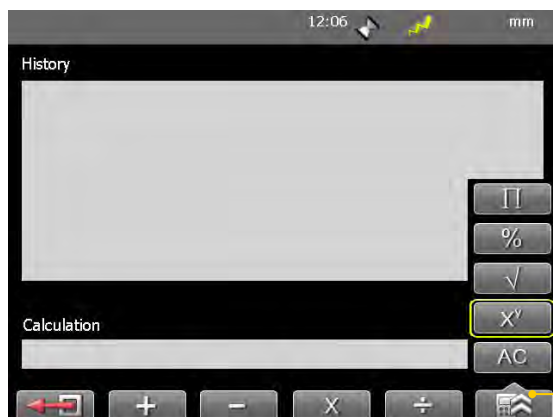 12:06 mm
History
Π
%
√
Xʸ
Calculation
AC
+ − X ÷